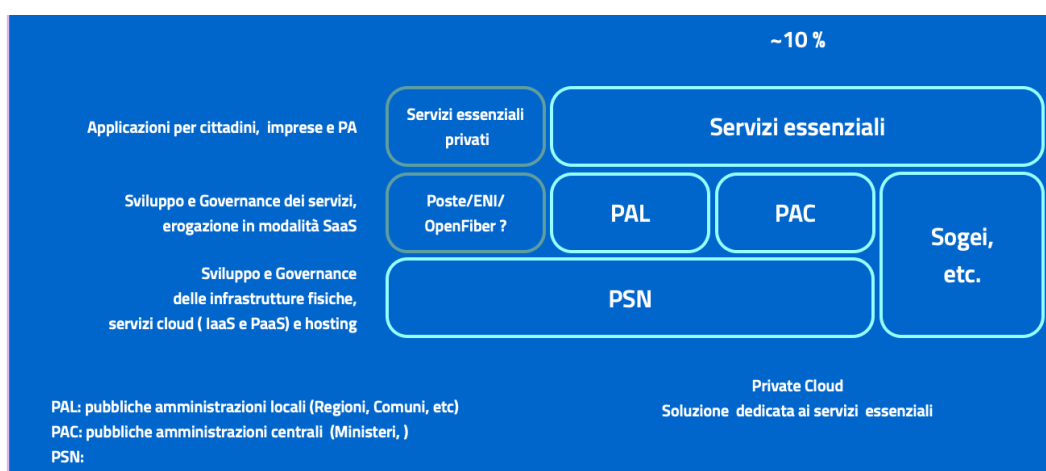 ~10 %
Applicazioni per cittadini, imprese e PA
Servizi essenziali
privati
Servizi essenziali
Sviluppo e Governance dei servizi,
erogazione in modalità SaaS
Poste/ENI/
OpenFiber ?
PAL
PAC
Sogei,
etc.
Sviluppo e Governance
delle infrastrutture fisiche,
servizi cloud ( IaaS e PaaS) e hosting
PSN
Private Cloud
Soluzione dedicata ai servizi essenziali
PAL: pubbliche amministrazioni locali (Regioni, Comuni, etc)
PAC: pubbliche amministrazioni centrali (Ministeri, )
PSN: